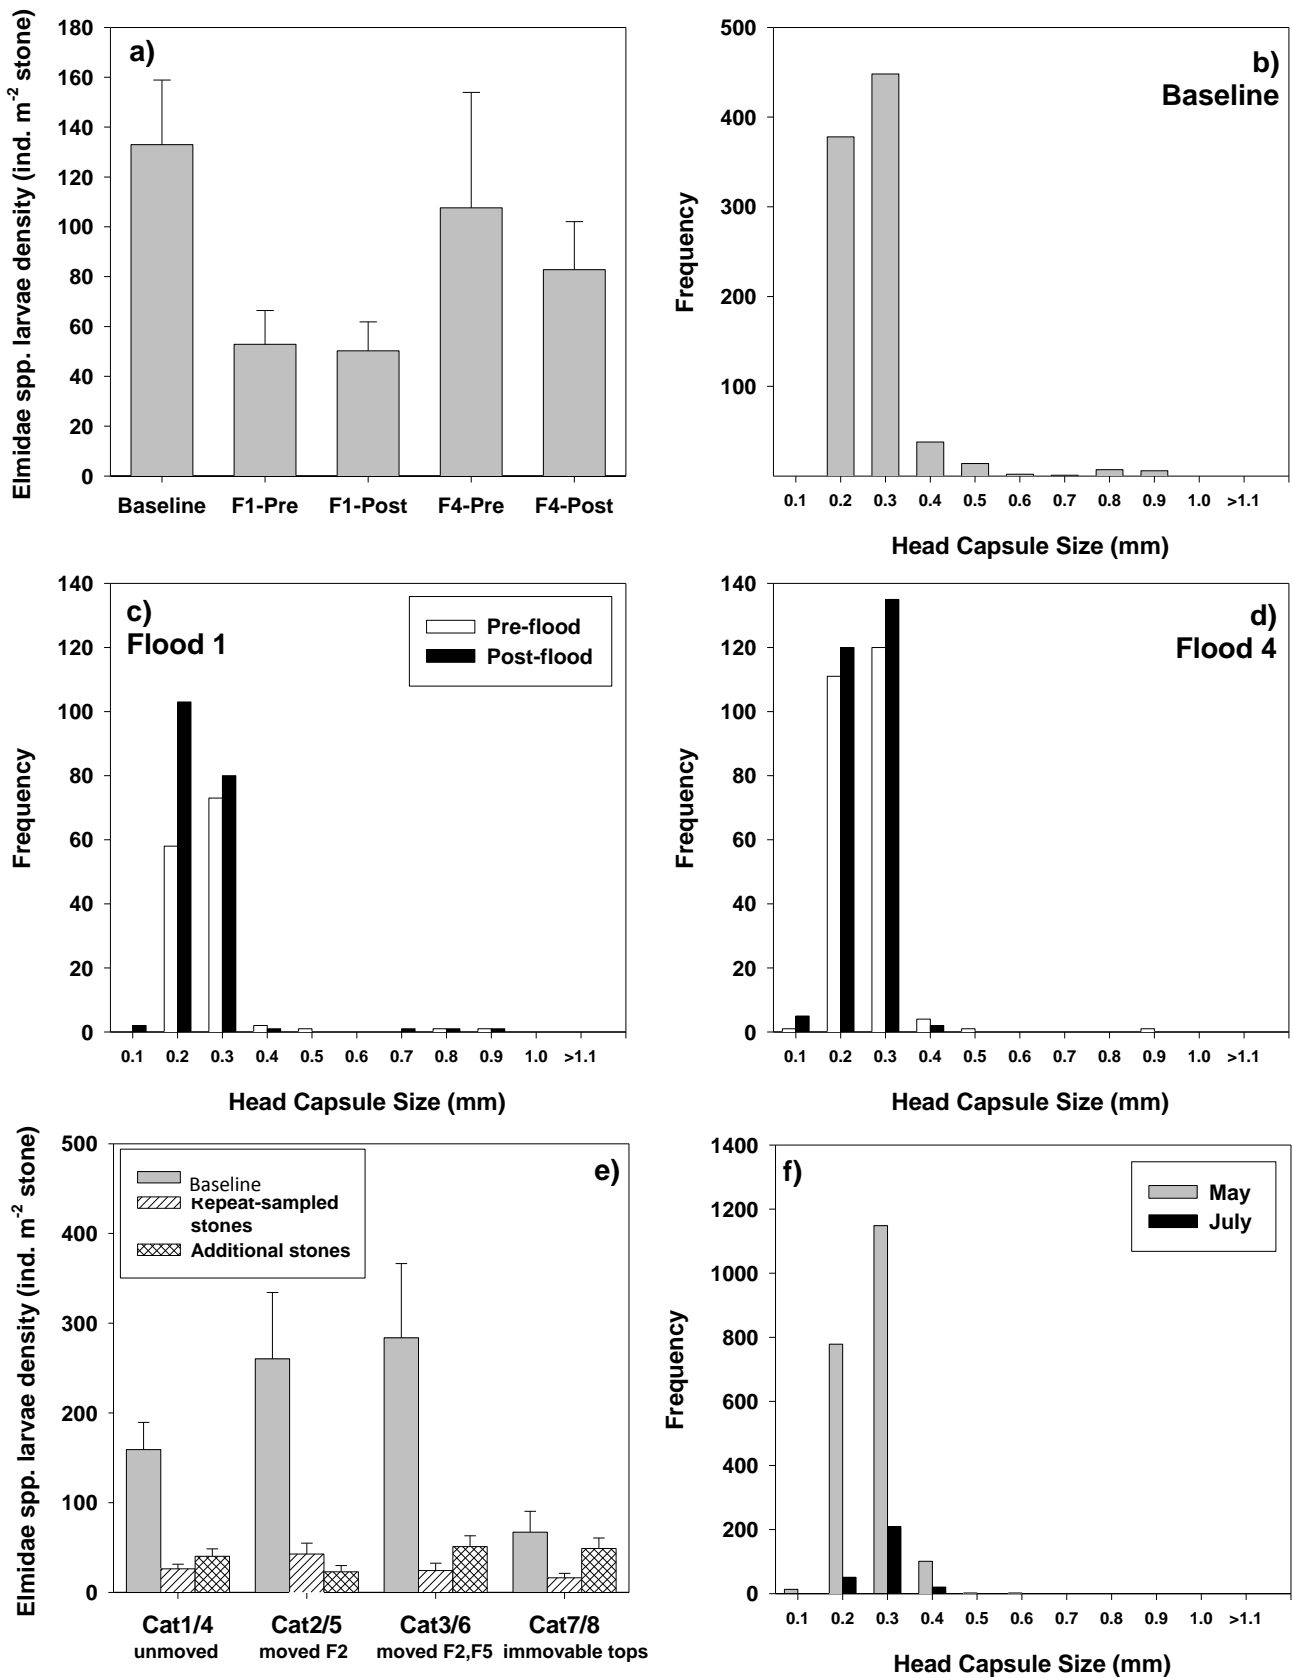 a)
Elmidae spp. larvae density (ind. m⁻² stone)
180
160
140
120
100
80
60
40
20
0
Baseline F1-Pre F1-Post F4-Pre F4-Post
b)
Baseline
Frequency
500
400
300
200
100
0.1 0.2 0.3 0.4 0.5 0.6 0.7 0.8 0.9 1.0 >1.1
Head Capsule Size (mm)
c)
Flood 1
Pre-flood
Post-flood
Frequency
140
120
100
80
60
40
20
0
0.1 0.2 0.3 0.4 0.5 0.6 0.7 0.8 0.9 1.0 >1.1
Head Capsule Size (mm)
d)
Flood 4
Frequency
140
120
100
80
60
40
20
0
0.1 0.2 0.3 0.4 0.5 0.6 0.7 0.8 0.9 1.0 >1.1
Head Capsule Size (mm)
e)
Baseline
Repeat-sampled
stones
Additional stones
Elmidae spp. larvae density (ind. m⁻² stone)
500
400
300
200
100
0
Cat1/4 Cat2/5 Cat3/6 Cat7/8
unmoved moved F2 moved F2,F5 immovable tops
f)
May
July
Frequency
1400
1200
1000
800
600
400
200
0
0.1 0.2 0.3 0.4 0.5 0.6 0.7 0.8 0.9 1.0 >1.1
Head Capsule Size (mm)